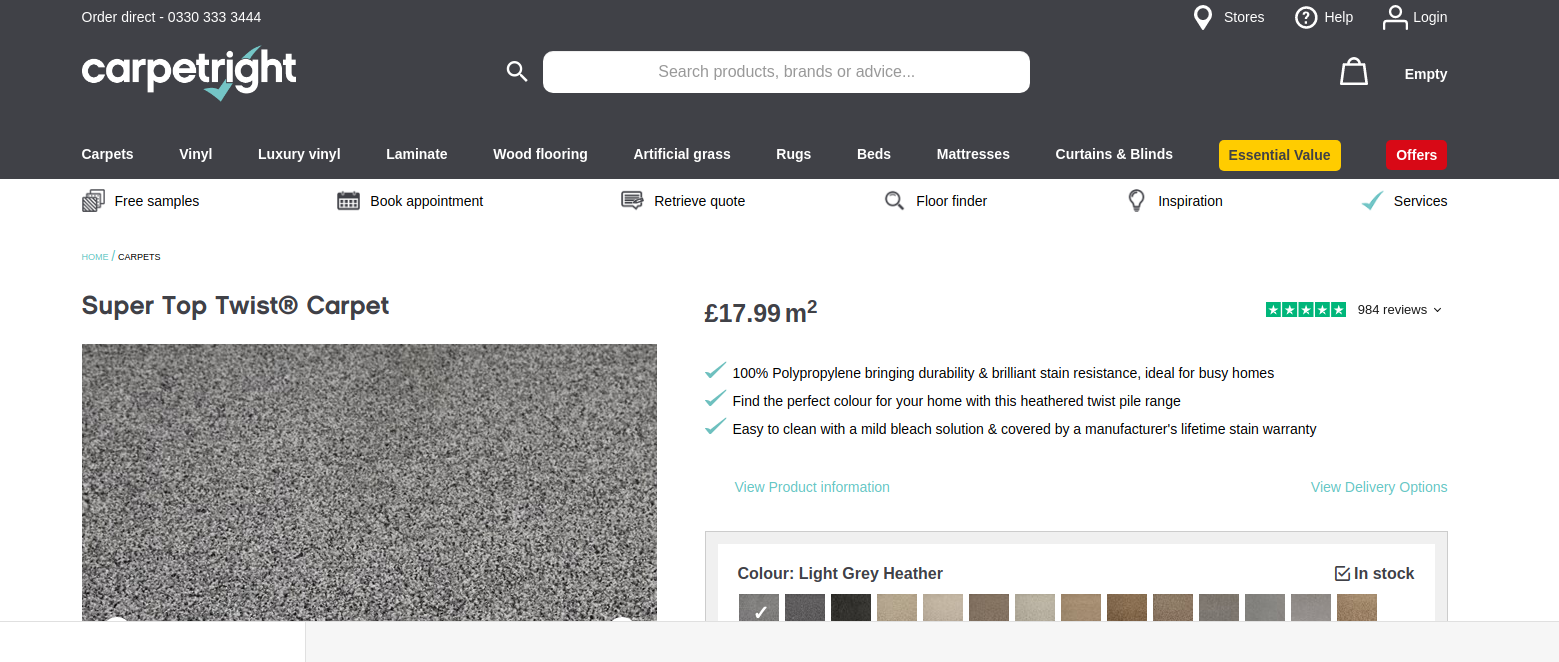 Order direct - 0330 333 3444
Stores
Help
Login
carpetright
Search products, brands or advice...
Empty
Carpets
Vinyl
Luxury vinyl
Laminate
Wood flooring
Artificial grass
Rugs
Beds
Mattresses
Curtains & Blinds
Essential Value
Offers
Free samples
Book appointment
Retrieve quote
Floor finder
Inspiration
Services
HOME / CARPETS
Super Top Twist® Carpet
£17.99 m2
984 reviews
100% Polypropylene bringing durability & brilliant stain resistance, ideal for busy homes
Find the perfect colour for your home with this heathered twist pile range
Easy to clean with a mild bleach solution & covered by a manufacturer's lifetime stain warranty
View Product information
View Delivery Options
Colour: Light Grey Heather
In stock